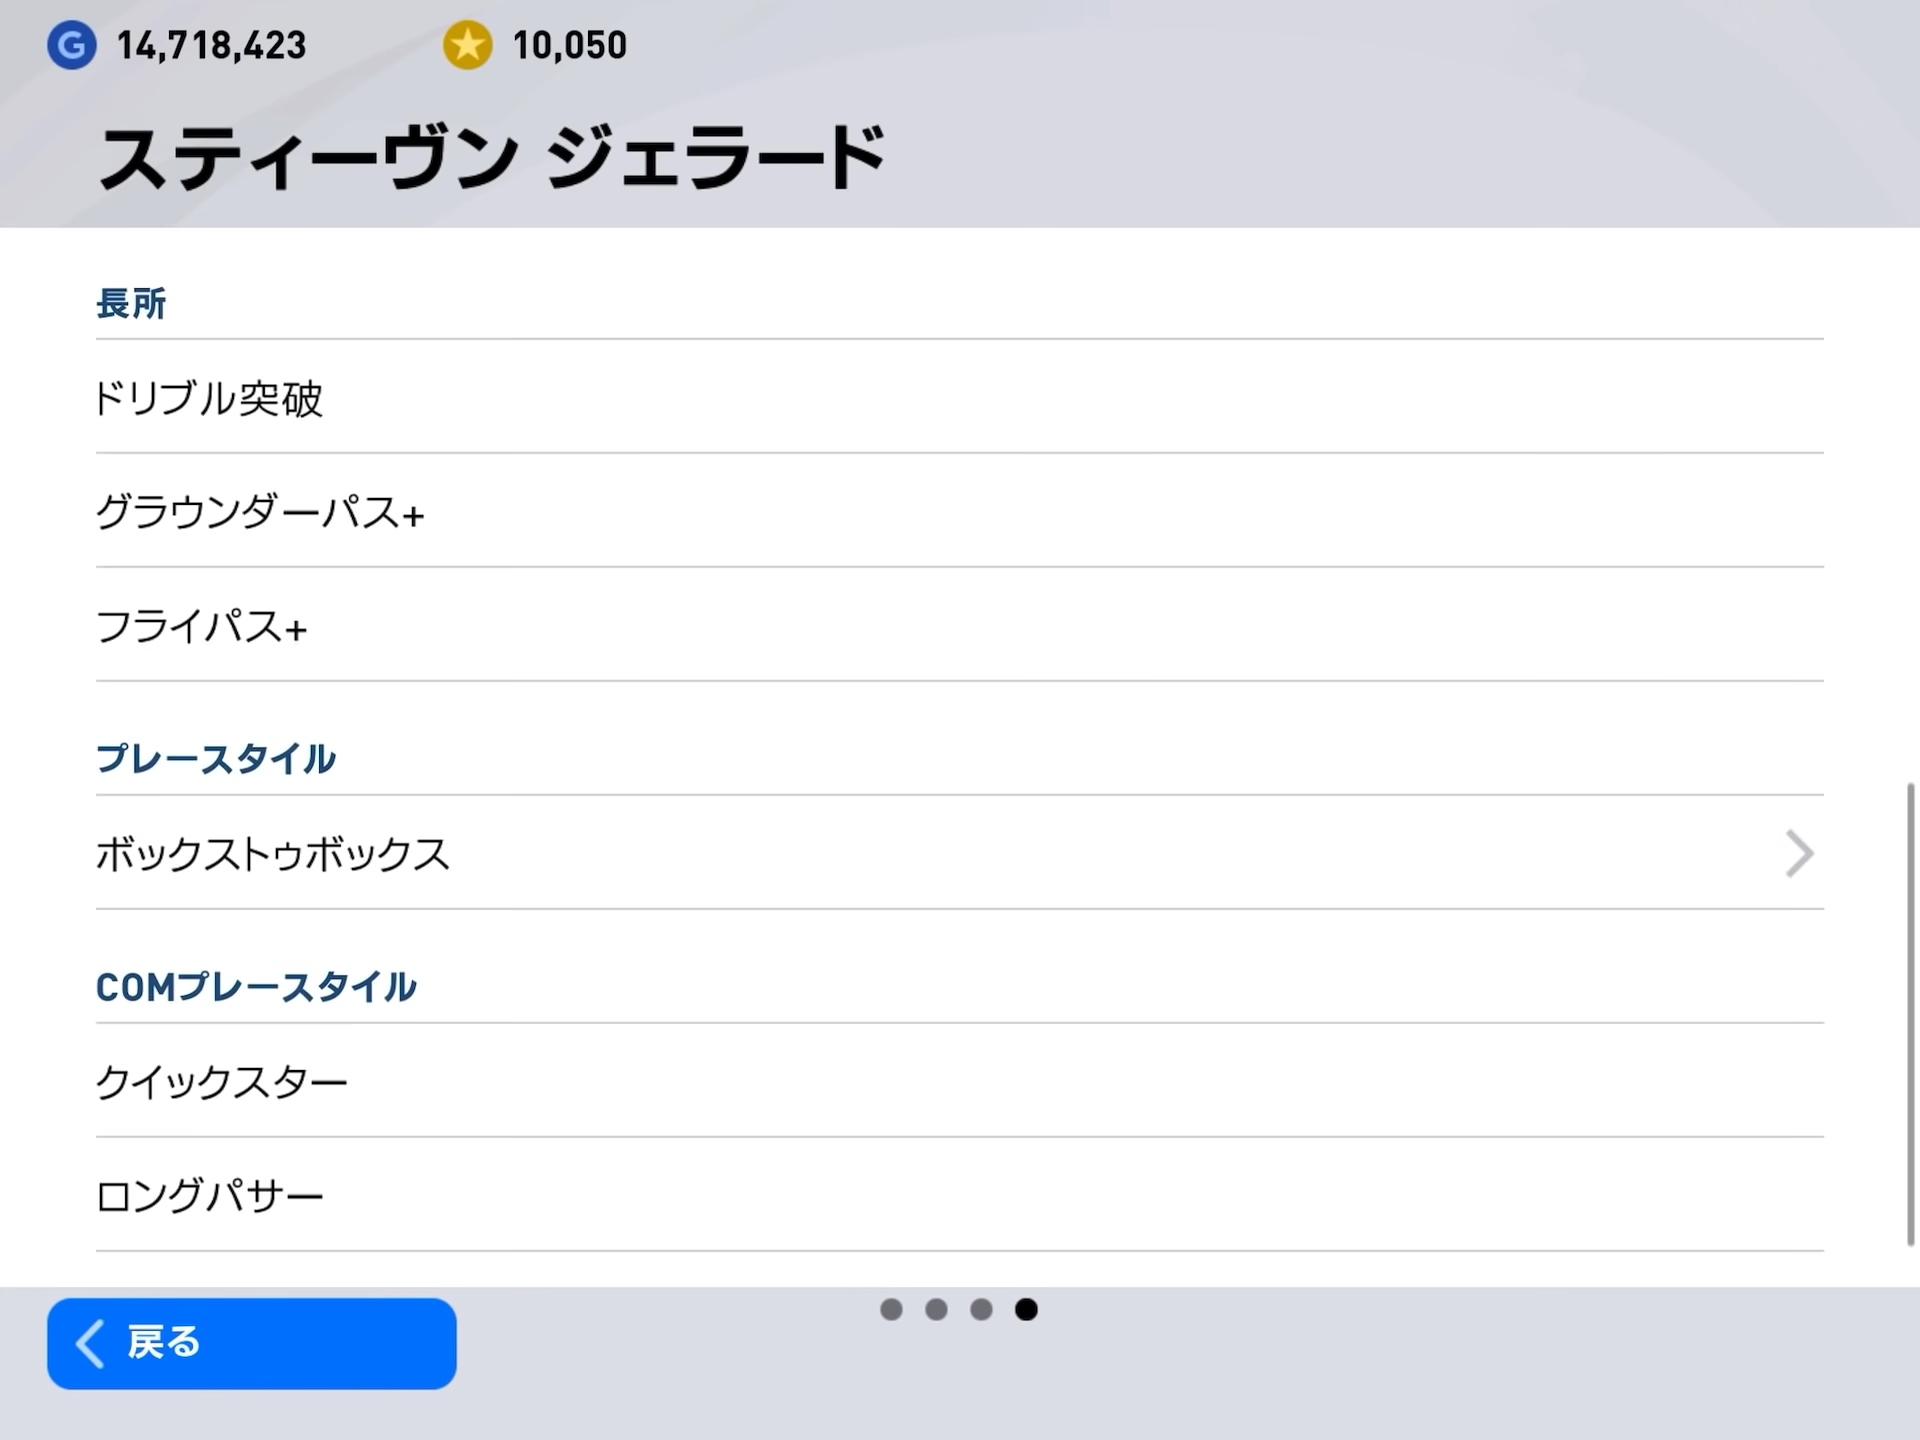 G 14,718,423 10,050
スティーヴン ジェラード
長所
ドリブル突破
グラウンダーパス+
フライパス+
プレースタイル
ボックストゥボックス
COMプレースタイル
クイックスター
ロングパサー
戻る